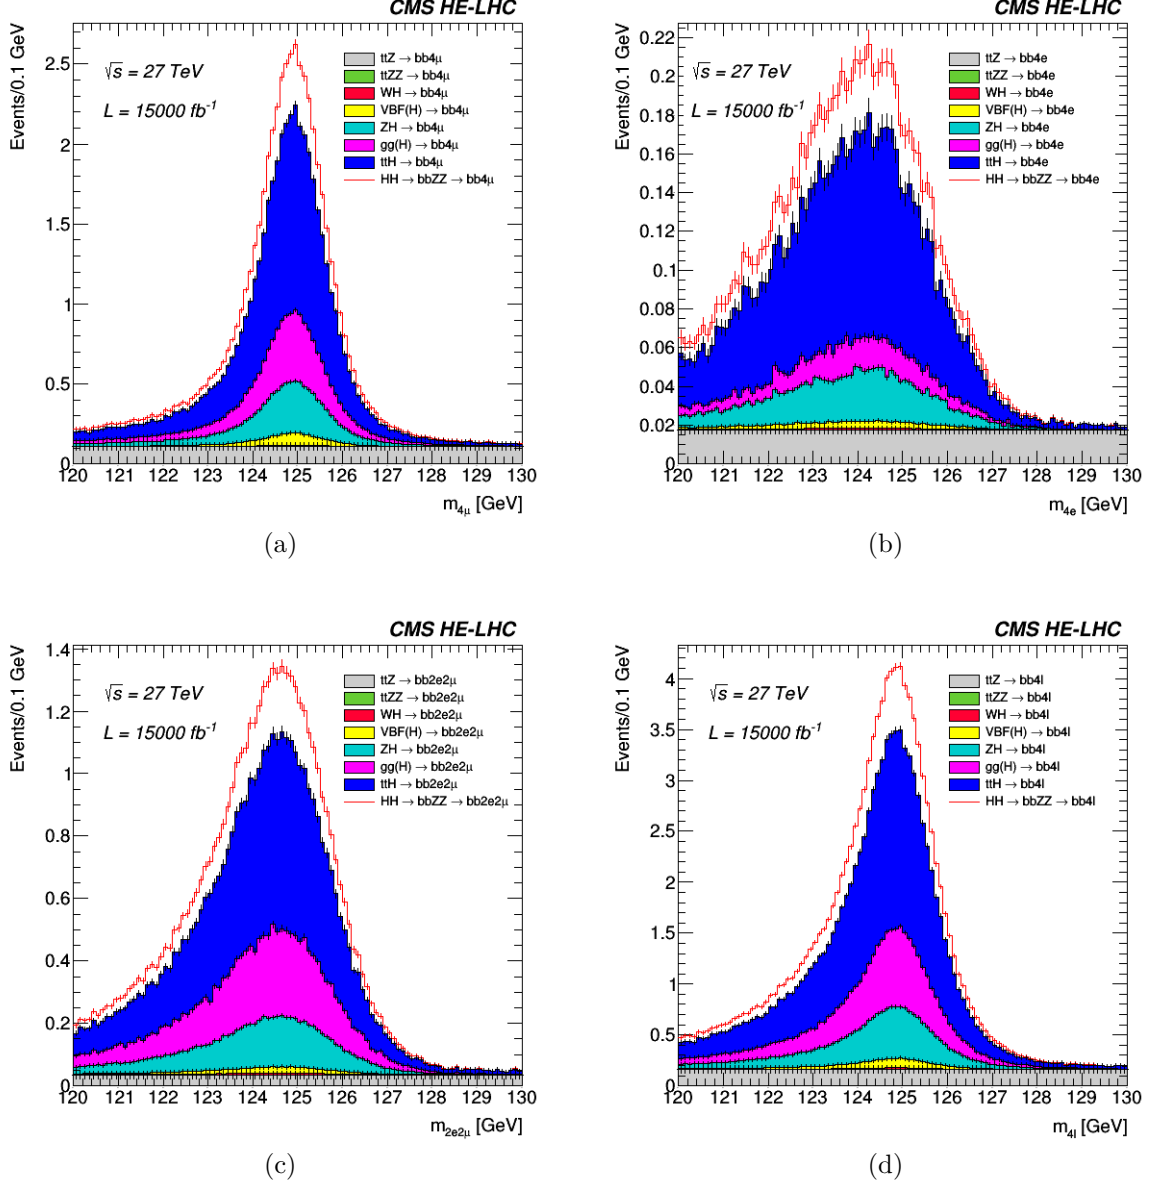 CMS HE-LHC
Events/0.1 GeV
√s = 27 TeV
L = 15000 fb⁻¹
ttZ → bb4μ
ttZZ → bb4μ
WH → bb4μ
VBF(H) → bb4μ
ZH → bb4μ
gg(H) → bb4μ
ttH → bb4μ
HH → bbZZ → bb4μ
2.5
2
1.5
1
0.5
0
120 121 122 123 124 125 126 127 128 129 130
m4μ [GeV]
(a)
CMS HE-LHC
Events/0.1 GeV
√s = 27 TeV
L = 15000 fb⁻¹
ttZ → bb4e
ttZZ → bb4e
WH → bb4e
VBF(H) → bb4e
ZH → bb4e
gg(H) → bb4e
ttH → bb4e
HH → bbZZ → bb4e
0.22
0.2
0.18
0.16
0.14
0.12
0.1
0.08
0.06
0.04
0.02
0
120 121 122 123 124 125 126 127 128 129 130
m4e [GeV]
(b)
CMS HE-LHC
Events/0.1 GeV
√s = 27 TeV
L = 15000 fb⁻¹
ttZ → bb2e2μ
ttZZ → bb2e2μ
WH → bb2e2μ
VBF(H) → bb2e2μ
ZH → bb2e2μ
gg(H) → bb2e2μ
ttH → bb2e2μ
HH → bbZZ → bb2e2μ
1.4
1.2
1
0.8
0.6
0.4
0.2
0
120 121 122 123 124 125 126 127 128 129 130
m2e2μ [GeV]
(c)
CMS HE-LHC
Events/0.1 GeV
√s = 27 TeV
L = 15000 fb⁻¹
ttZ → bb4l
ttZZ → bb4l
WH → bb4l
VBF(H) → bb4l
ZH → bb4l
gg(H) → bb4l
ttH → bb4l
HH → bbZZ → bb4l
4
3.5
3
2.5
2
1.5
1
0.5
0
120 121 122 123 124 125 126 127 128 129 130
m4l [GeV]
(d)